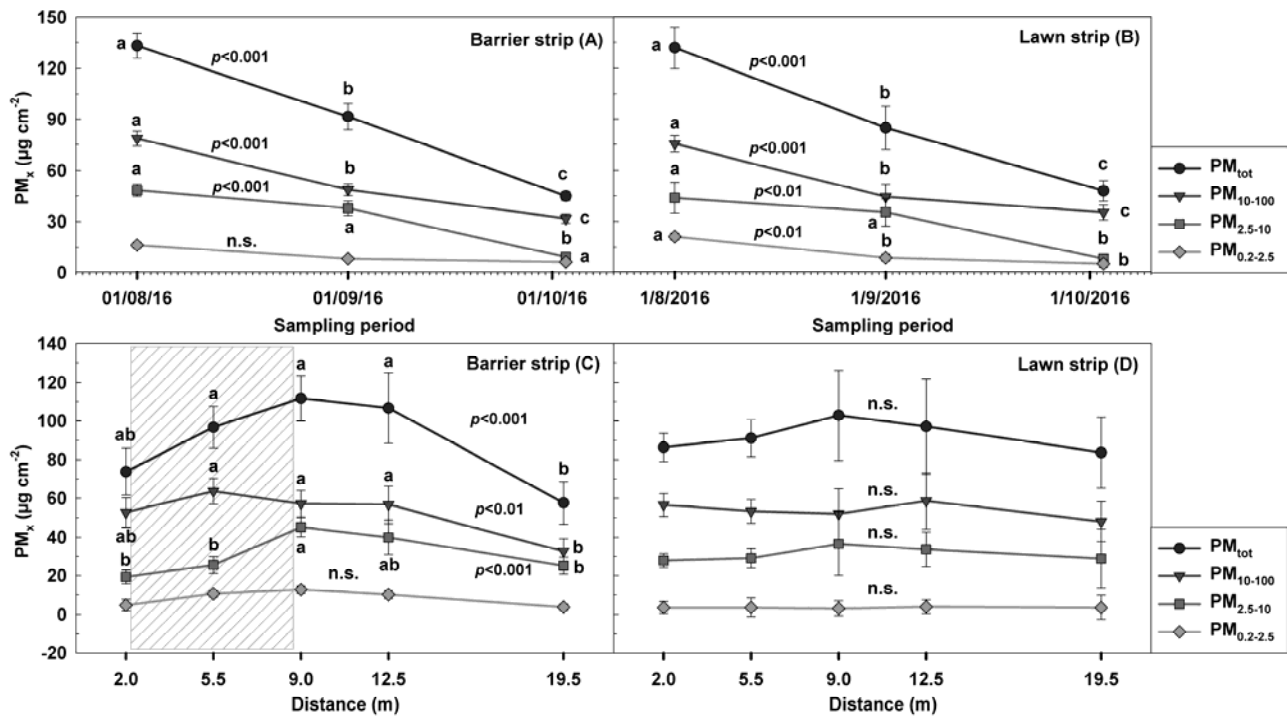 Barrier strip (A)
150
120
90
60
30
0
PMx (µg cm-2)
a
p<0.001
b
c
a
p<0.001
b
c
a
p<0.001
a
b
n.s.
a
01/08/16
01/09/16
01/10/16
Sampling period
Lawn strip (B)
a
p<0.001
b
c
a
p<0.001
b
c
a
p<0.01
a
b
a
p<0.01
b
b
1/8/2016
1/9/2016
1/10/2016
Sampling period
PMtot
PM10-100
PM2.5-10
PM0.2-2.5
Barrier strip (C)
140
120
100
80
60
40
20
0
-20
PMx (µg cm-2)
ab
a
a
a
p<0.001
b
ab
a
a
a
p<0.01
b
b
b
a
ab
p<0.001
b
n.s.
2.0
5.5
9.0
12.5
19.5
Distance (m)
Lawn strip (D)
n.s.
n.s.
n.s.
n.s.
2.0
5.5
9.0
12.5
19.5
Distance (m)
PMtot
PM10-100
PM2.5-10
PM0.2-2.5